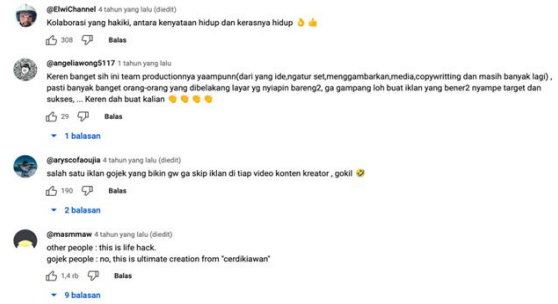 @ElwiChannel 4 tahun yang lalu (diedit)
Kolaborasi yang hakiki, antara kenyataan hidup dan kerasnya hidup 👌 👍
308 Balas
@angeliawong5117 1 tahun yang lalu
Keren banget sih ini team productionnya yaampunn(dari yang ide,ngatur set,menggambarkan,media,copywritting dan masih banyak lagi) ,
pasti banyak banget orang-orang yang dibelakang layar yg nyiapin bareng2, ga gampang loh buat iklan yang bener2 nyampe target dan
sukses, ... Keren dah buat kalian 👏 👏 👏 👏
29 Balas
1 balasan
@aryscofaoujia 4 tahun yang lalu (diedit)
salah satu iklan gojek yang bikin gw ga skip iklan di tiap video konten kreator , gokil 🤣
190 Balas
2 balasan
@masmmaw 4 tahun yang lalu (diedit)
other people : this is life hack.
gojek people : no, this is ultimate creation from "cerdikiawan"
1,4 rb Balas
9 balasan